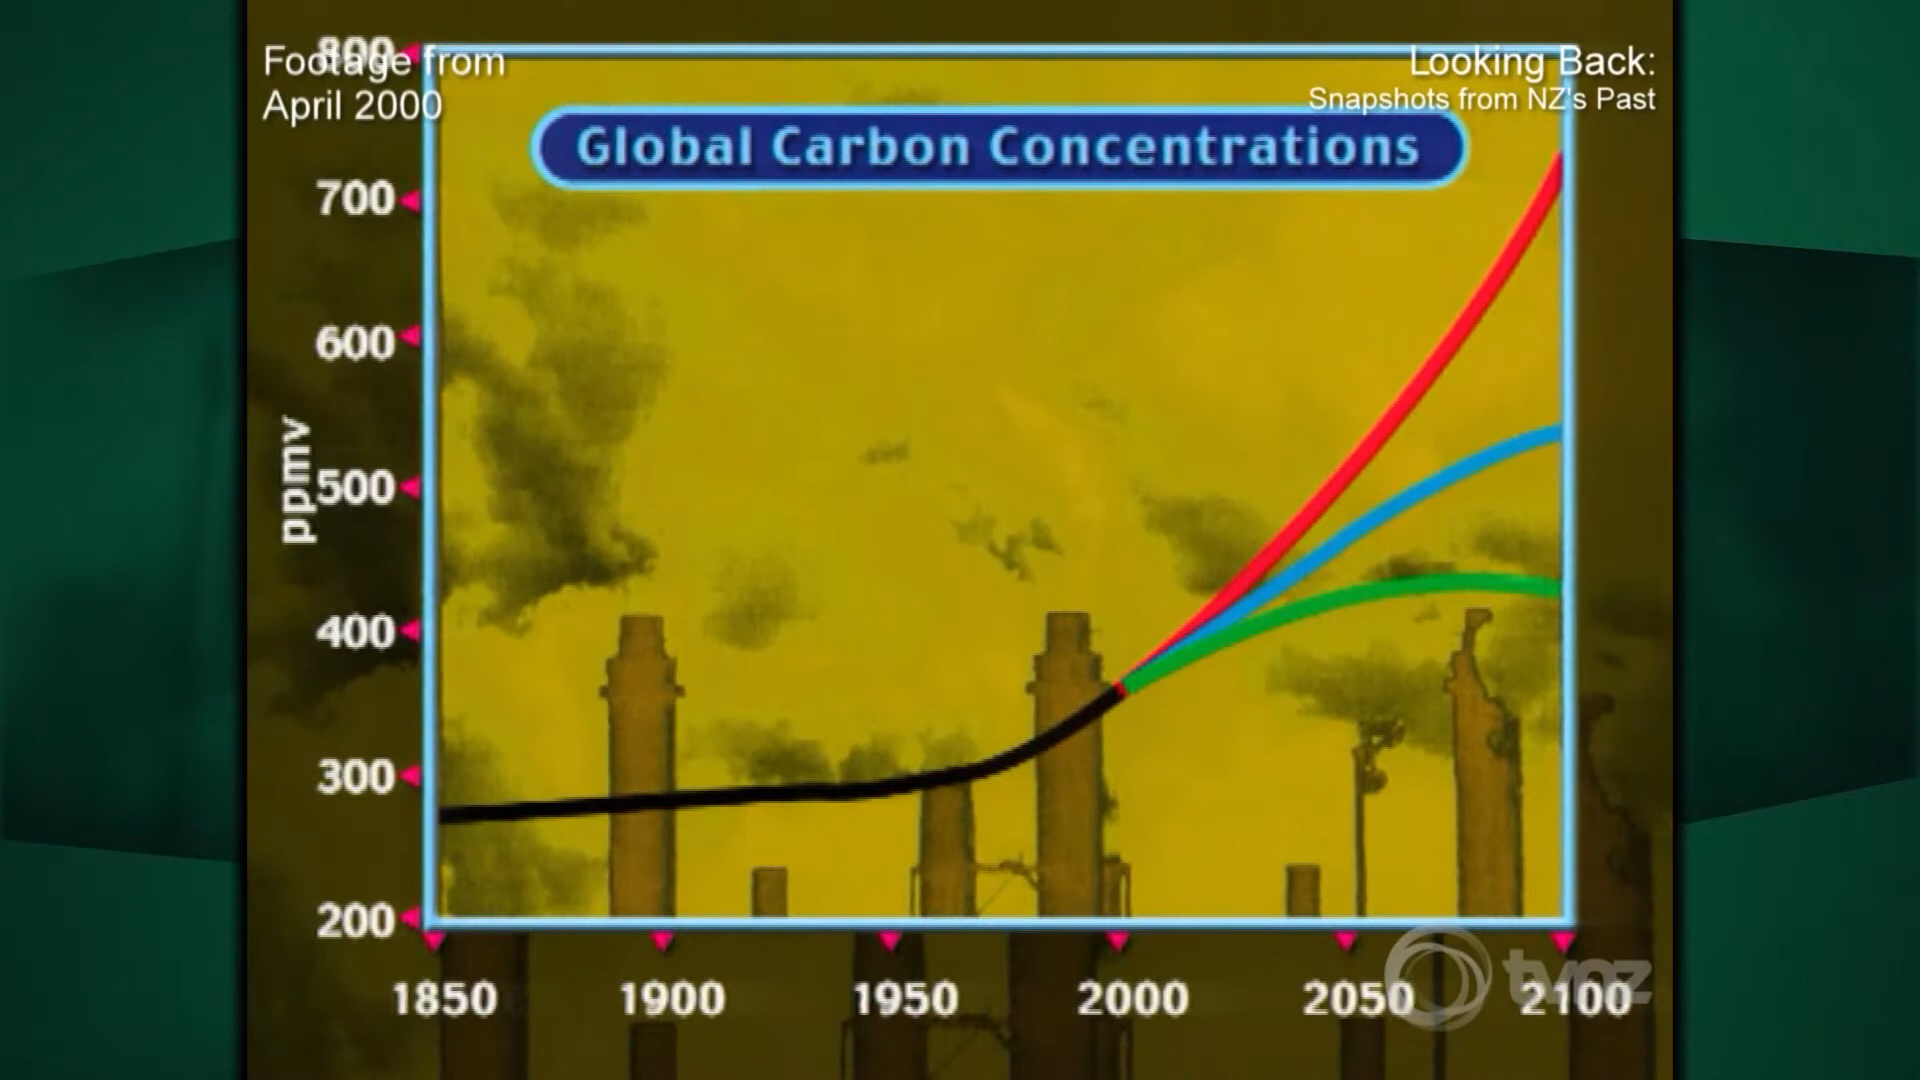 Footage from
April 2000
Looking Back:
Snapshots from NZ's Past
Global Carbon Concentrations
800
700
600
500
400
300
200
ppmv
1850
1900
1950
2000
2050
2100
tvnz